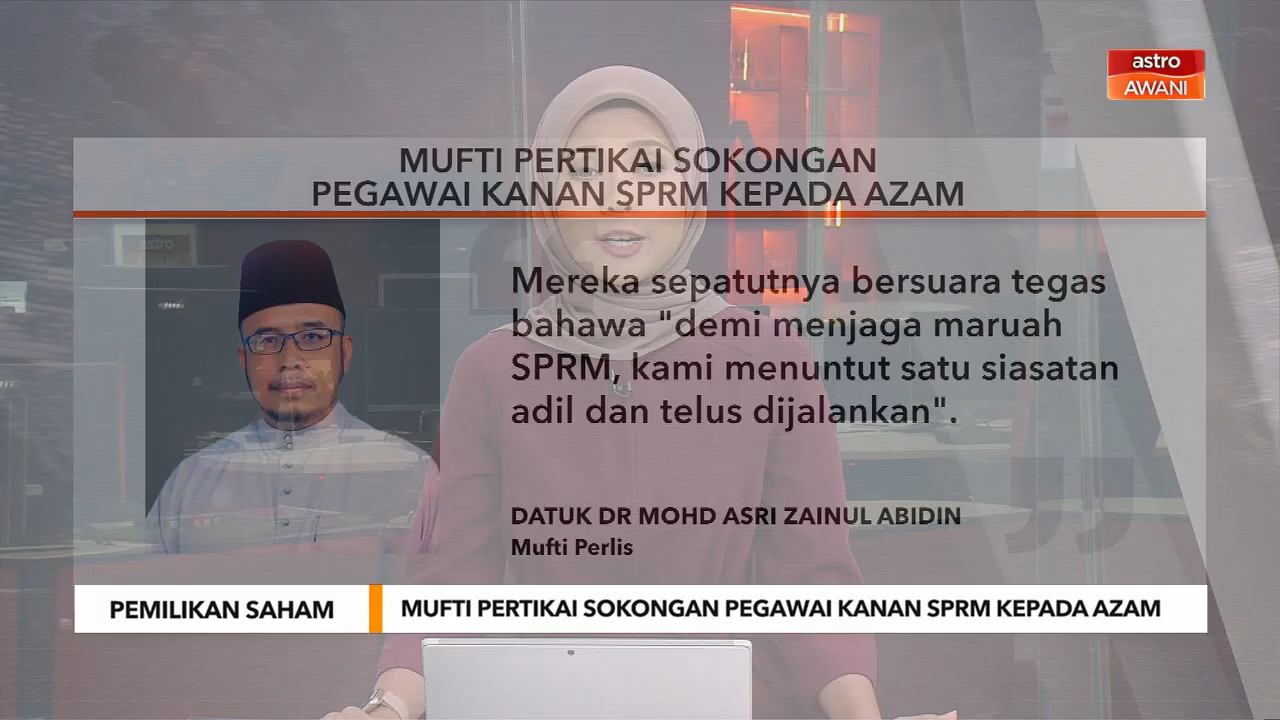 astro
AWANI
MUFTI PERTIKAI SOKONGAN
PEGAWAI KANAN SPRM KEPADA AZAM
astro
Mereka sepatutnya bersuara tegas
bahawa "demi menjaga maruah
SPRM, kami menuntut satu siasatan
adil dan telus dijalankan".
DATUK DR MOHD ASRI ZAINUL ABIDIN
Mufti Perlis
PEMILIKAN SAHAM
MUFTI PERTIKAI SOKONGAN PEGAWAI KANAN SPRM KEPADA AZAM